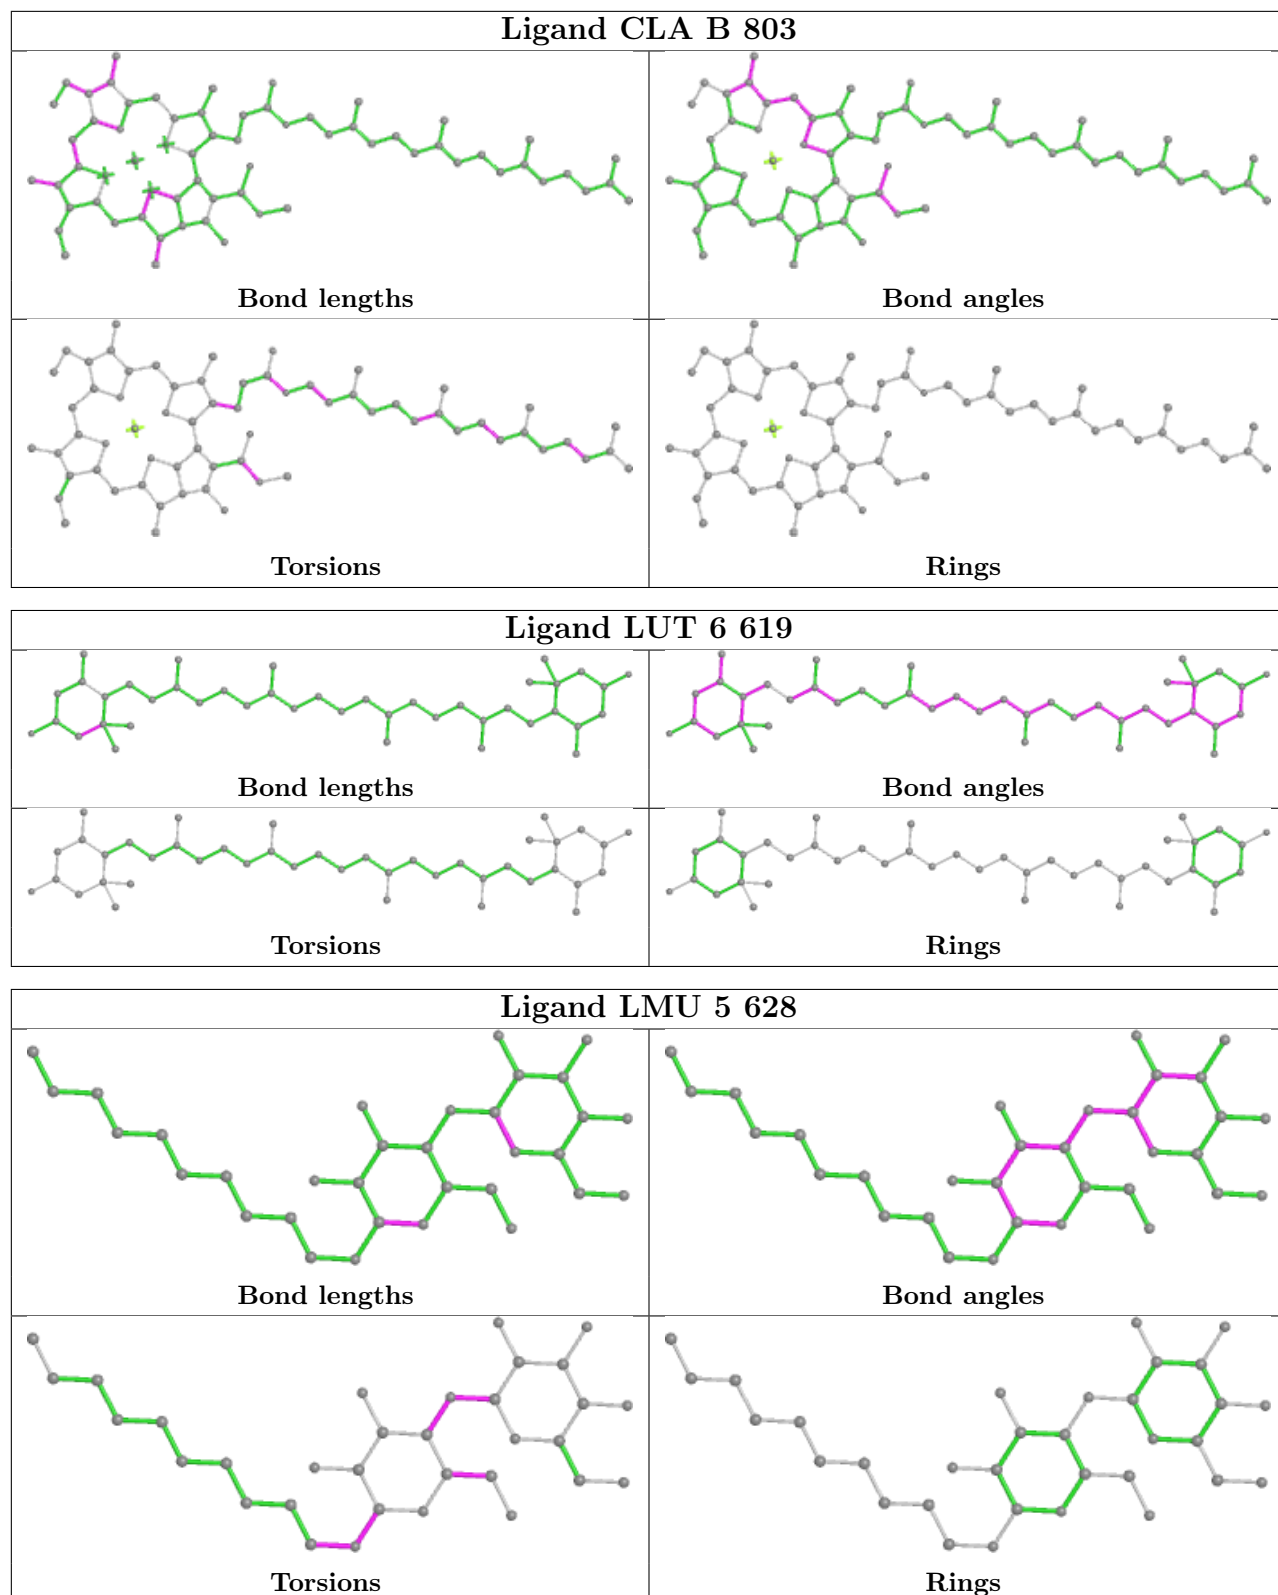 Ligand CLA B 803
Bond lengths
Bond angles
Torsions
Rings
Ligand LUT 6 619
Bond lengths
Bond angles
Torsions
Rings
Ligand LMU 5 628
Bond lengths
Bond angles
Torsions
Rings